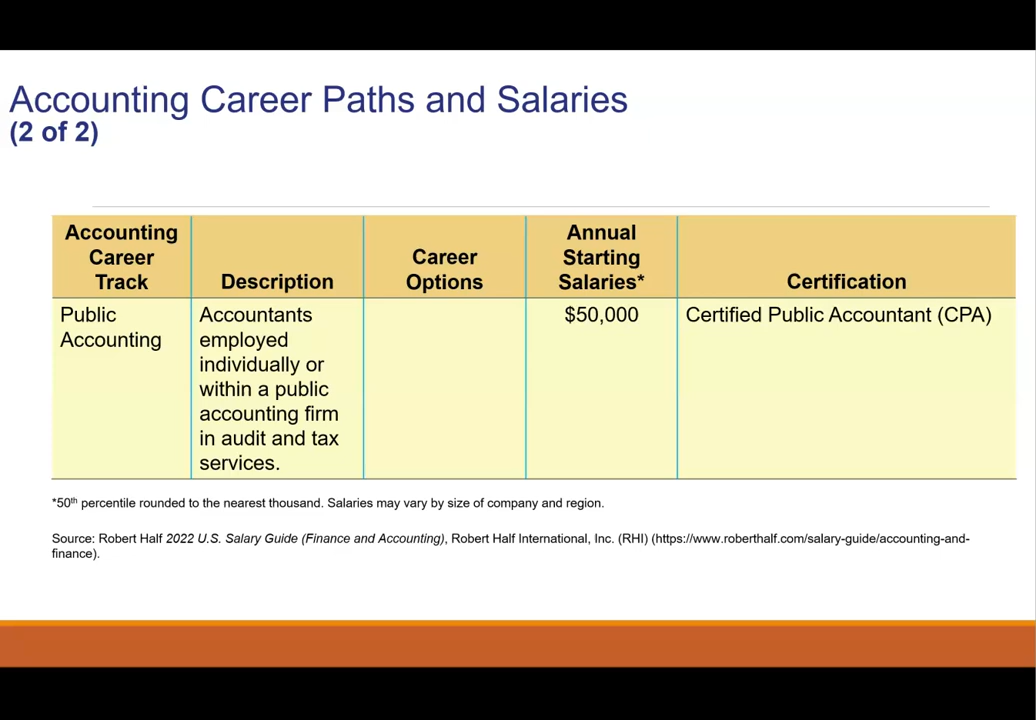 Accounting Career Paths and Salaries
(2 of 2)
Accounting
Career
Track
Description
Career
Options
Annual
Starting
Salaries*
Certification
Public
Accounting
Accountants
employed
individually or
within a public
accounting firm
in audit and tax
services.
$50,000
Certified Public Accountant (CPA)
*50th percentile rounded to the nearest thousand. Salaries may vary by size of company and region.
Source: Robert Half 2022 U.S. Salary Guide (Finance and Accounting), Robert Half International, Inc. (RHI) (https://www.roberthalf.com/salary-guide/accounting-and-
finance).